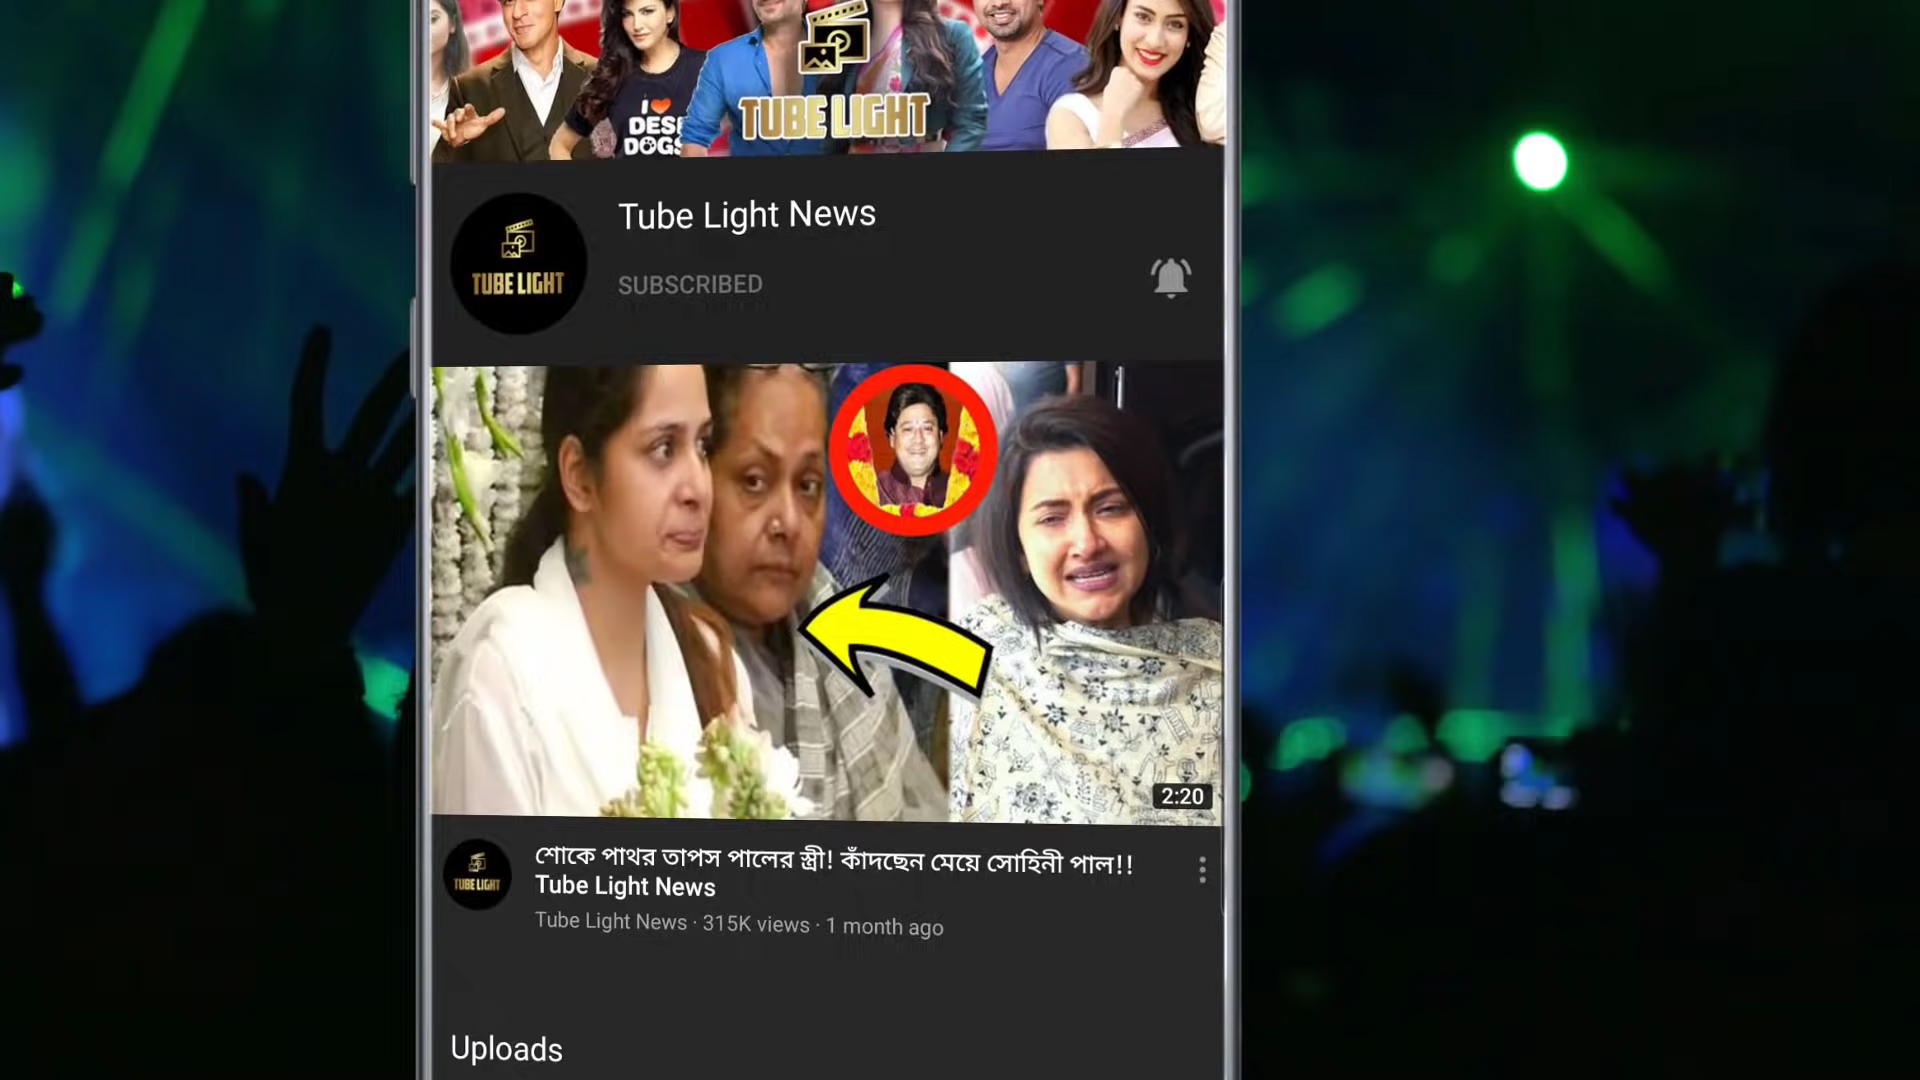 I ❤ DESI DOGS
TUBE LIGHT
Tube Light News
TUBE LIGHT
SUBSCRIBED
2:20
শোকে পাথর তাপস পালের স্ত্রী! কাঁদছেন মেয়ে সোহিনী পাল!!
TUBE LIGHT
Tube Light News
Tube Light News · 315K views · 1 month ago
Uploads